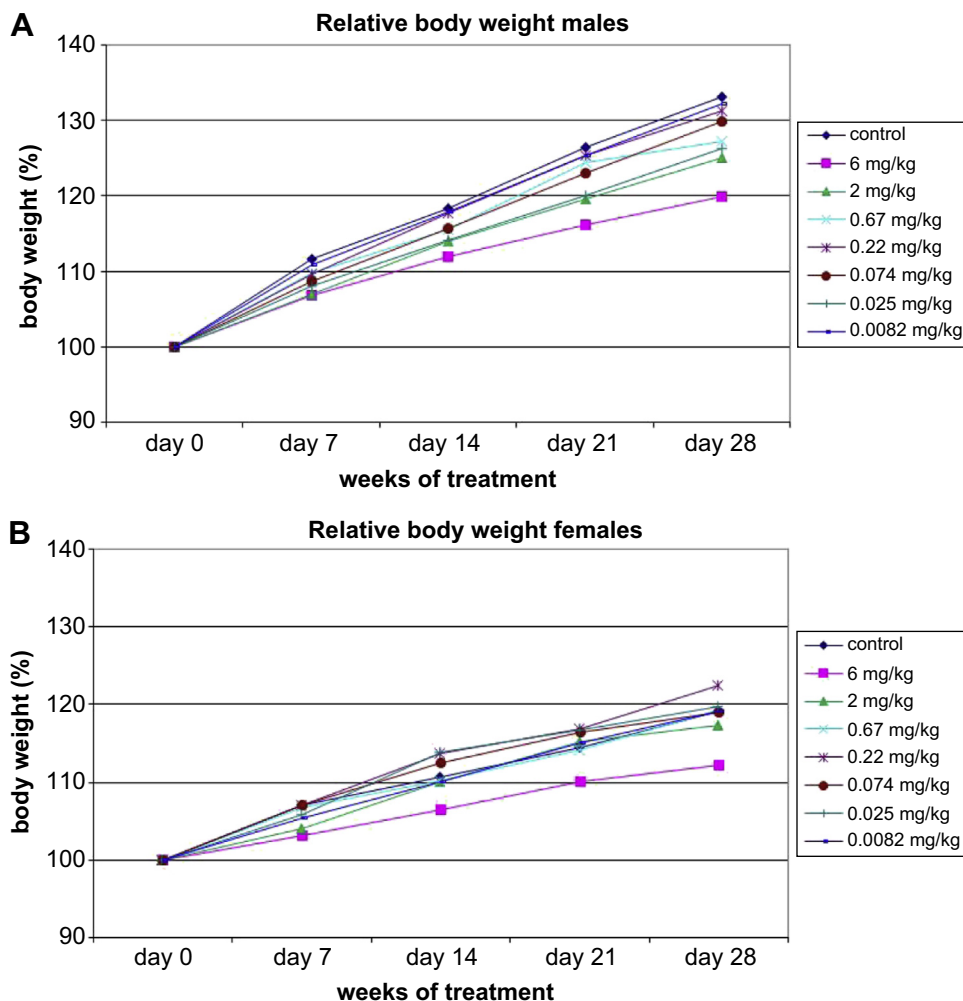 A
Relative body weight males
140
130
120
110
100
90
body weight (%)
day 0 day 7 day 14 day 21 day 28
weeks of treatment
control
6 mg/kg
2 mg/kg
0.67 mg/kg
0.22 mg/kg
0.074 mg/kg
0.025 mg/kg
0.0082 mg/kg
B
Relative body weight females
140
130
120
110
100
90
body weight (%)
day 0 day 7 day 14 day 21 day 28
weeks of treatment
control
6 mg/kg
2 mg/kg
0.67 mg/kg
0.22 mg/kg
0.074 mg/kg
0.025 mg/kg
0.0082 mg/kg